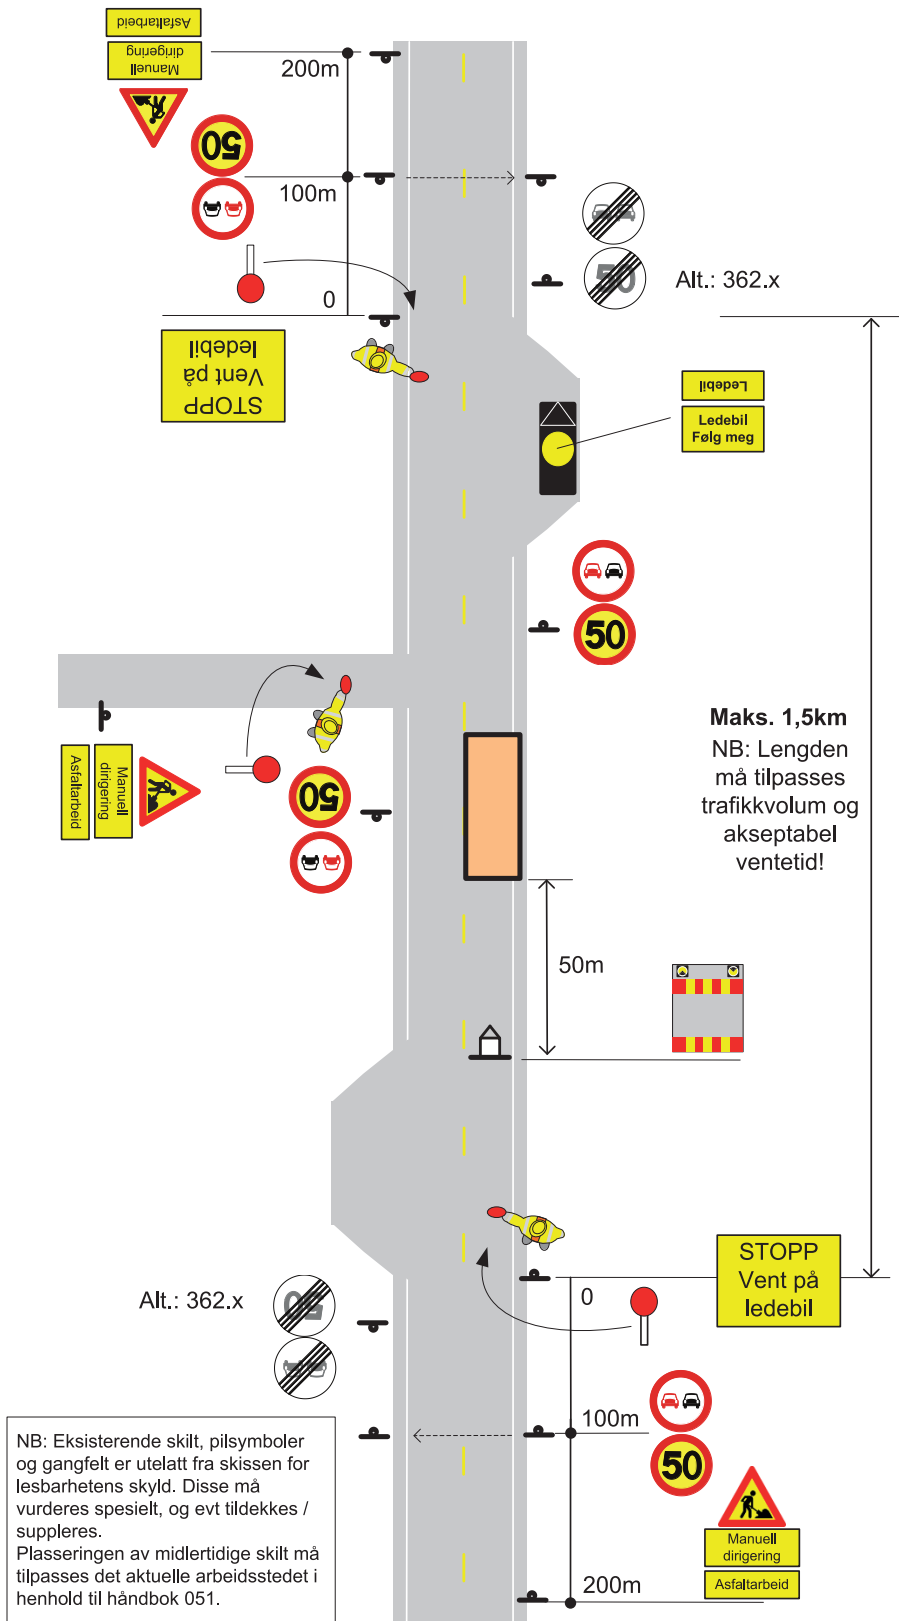 Asfaltarbeid
Manuell
dirigering
200m
50
100m
0
50
Alt.: 362.x
STOPP
Vent på
ledebil
Ledebil
Ledebil
Følg meg
50
Maks. 1,5km
NB: Lengden
må tilpasses
trafikkvolum og
akseptabel
ventetid!
Manuell
dirigering
Asfaltarbeid
50
50m
STOPP
Vent på
ledebil
0
Alt.: 362.x
50
100m
50
Manuell
dirigering
Asfaltarbeid
200m
NB: Eksisterende skilt, pilsymboler
og gangfelt er utelatt fra skissen for
lesbarhetens skyld. Disse må
vurderes spesielt, og evt tildekkes /
suppleres.
Plasseringen av midlertidige skilt må
tilpasses det aktuelle arbeidsstedet i
henhold til håndbok 051.